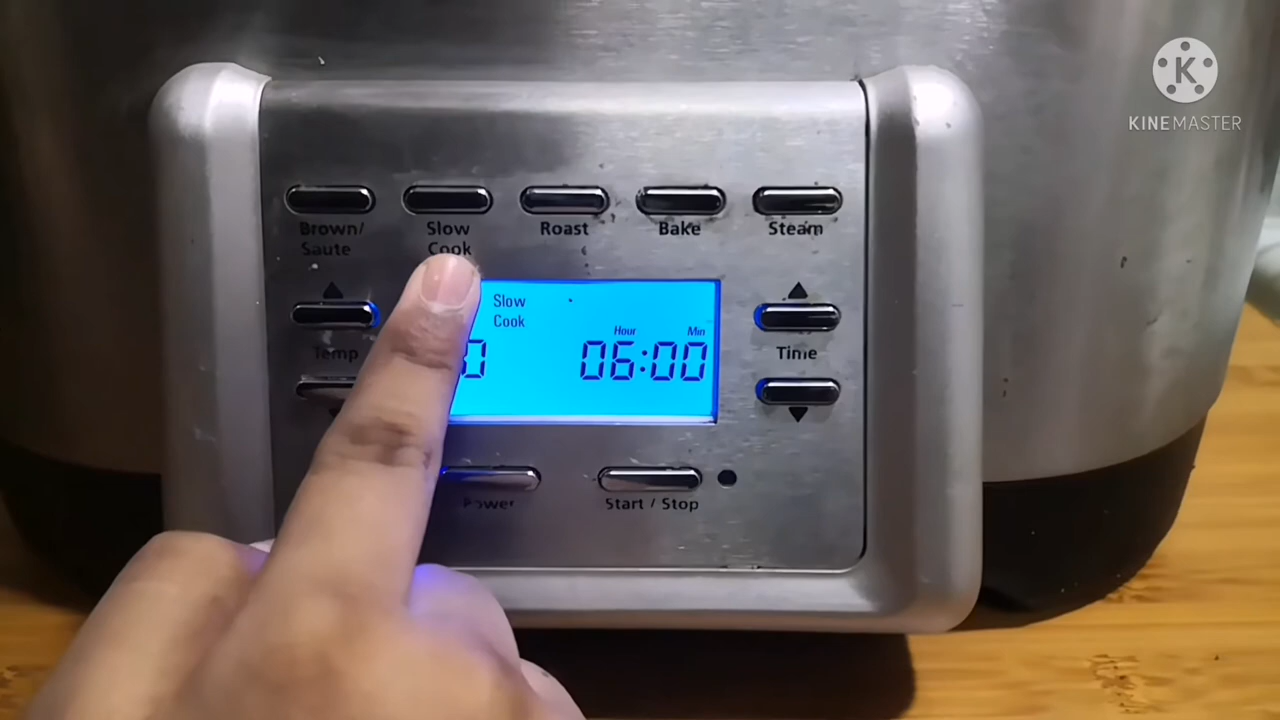 K
KINEMASTER
Brown/
Saute
Slow
Cook
Roast
Bake
Steam
Slow
Cook
Hour
Min
0
06:00
Temp
Time
Power
Start / Stop